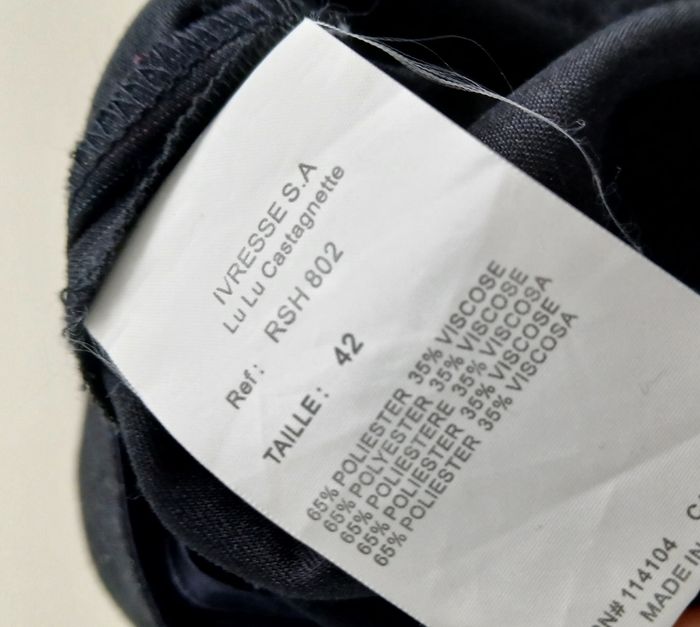 IVRESSE S.A
Lu Lu Castagnette
Ref: RSH 802
TAILLE: 42
65% POLIESTER 35% VISCOSE
65% POLYESTER 35% VISCOSE
65% POLIESTERE 35% VISCOSA
65% POLIESTER 35% VISCOSE
65% POLIESTER 35% VISCOSA
N# 114104
MADE IN